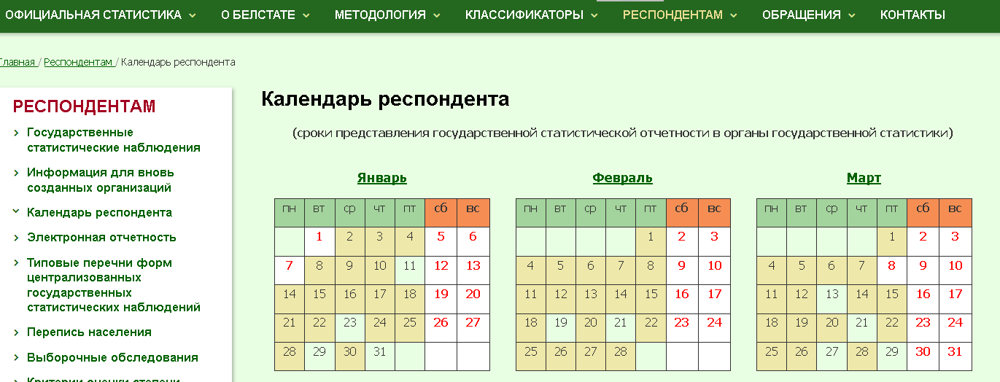 ОФИЦИАЛЬНАЯ СТАТИСТИКА О БЕЛСТАТЕ МЕТОДОЛОГИЯ КЛАССИФИКАТОРЫ РЕСПОНДЕНТАМ ОБРАЩЕНИЯ КОНТАКТЫ
Главная / Респондентам / Календарь респондента
РЕСПОНДЕНТАМ
Государственные
статистические наблюдения
Информация для вновь
созданных организаций
Календарь респондента
Электронная отчетность
Типовые перечни форм
централизованных
государственных
статистических наблюдений
Перепись населения
Выборочные обследования
Критерии оценки степени
Календарь респондента
(сроки представления государственной статистической отчетности в органы государственной статистики)
Январь
пн вт ср чт пт сб вс
1 2 3 4 5 6
7 8 9 10 11 12 13
14 15 16 17 18 19 20
21 22 23 24 25 26 27
28 29 30 31
Февраль
пн вт ср чт пт сб вс
1 2 3
4 5 6 7 8 9 10
11 12 13 14 15 16 17
18 19 20 21 22 23 24
25 26 27 28
Март
пн вт ср чт пт сб вс
1 2 3
4 5 6 7 8 9 10
11 12 13 14 15 16 17
18 19 20 21 22 23 24
25 26 27 28 29 30 31